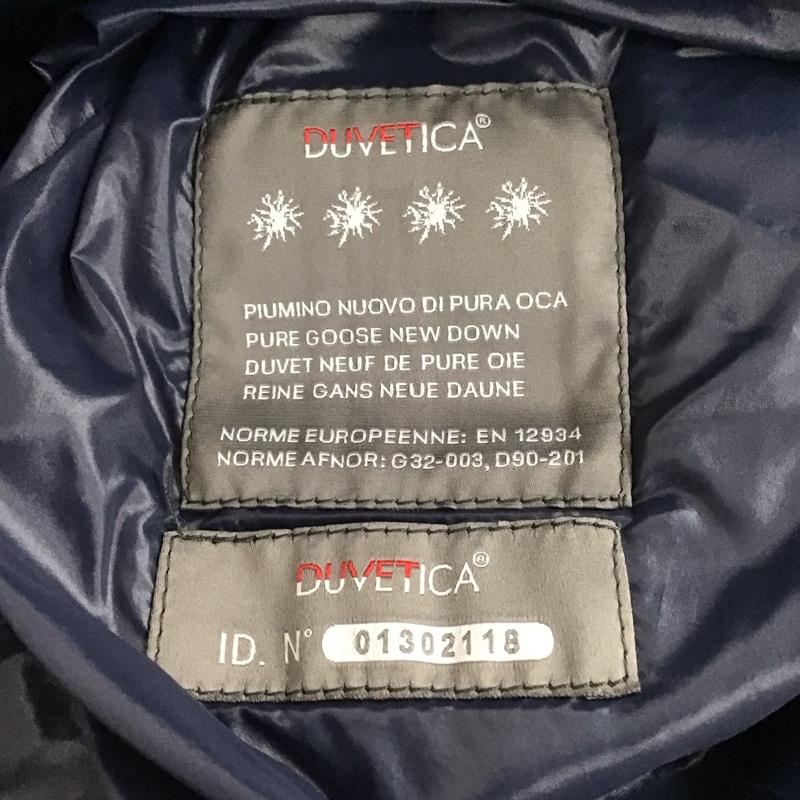 DUVETICA®
PIUMINO NUOVO DI PURA OCA
PURE GOOSE NEW DOWN
DUVET NEUF DE PURE OIE
REINE GANS NEUE DAUNE
NORME EUROPEENNE: EN 12934
NORME AFNOR: G32-003, D90-201
DUVETICA®
ID. N° 01302118